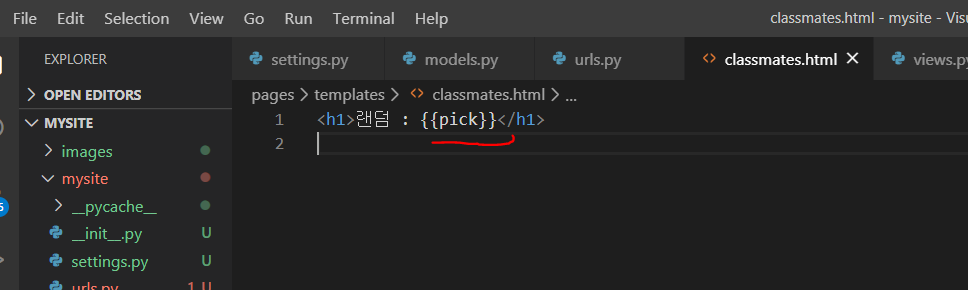 File Edit Selection View Go Run Terminal Help classmates.html - mysite - Visu
EXPLORER settings.py models.py urls.py classmates.html views.py
OPEN EDITORS pages > templates > classmates.html > ...
MYSITE 1 <h1>랜덤 : {{pick}}</h1>
images 2
mysite
__pycache__
__init__.py U
settings.py U
urls.py 1, U